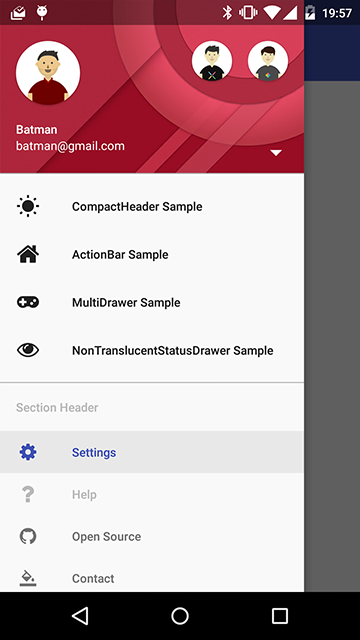 19:57
Batman
batman@gmail.com
CompactHeader Sample
ActionBar Sample
MultiDrawer Sample
NonTranslucentStatusDrawer Sample
Section Header
Settings
Help
Open Source
Contact